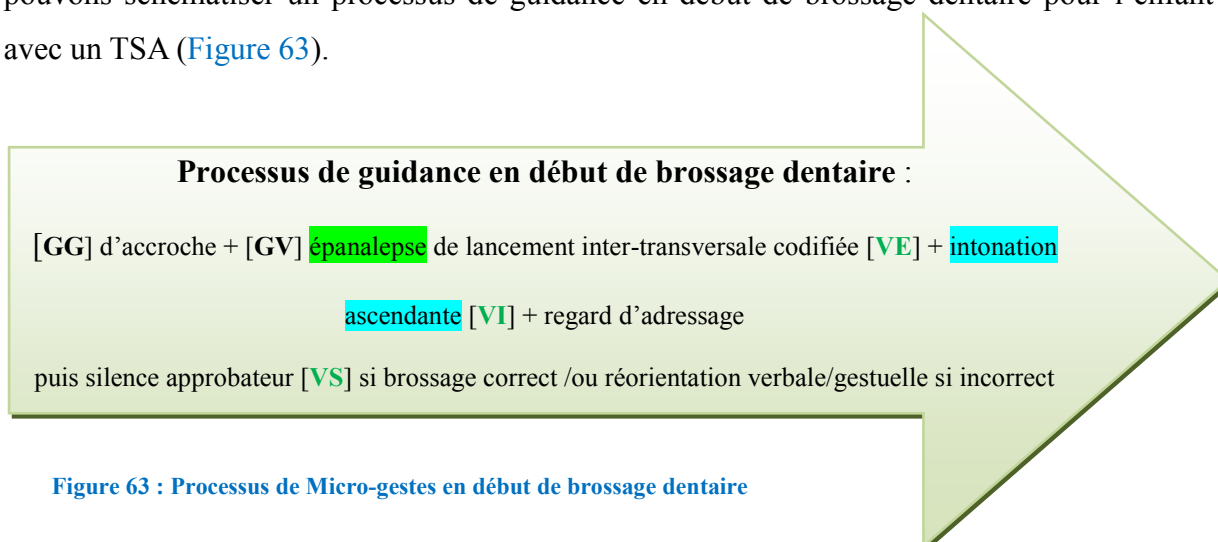 pouvons schématiser un processus de guidance en début de brossage dentaire pour l'enfant
avec un TSA (Figure 63).
Processus de guidance en début de brossage dentaire :
[GG] d’accroche + [GV] épanalepse de lancement inter-transversale codifiée [VE] + intonation
ascendante [VI] + regard d’adressage
puis silence approbateur [VS] si brossage correct /ou réorientation verbale/gestuelle si incorrect
Figure 63 : Processus de Micro-gestes en début de brossage dentaire